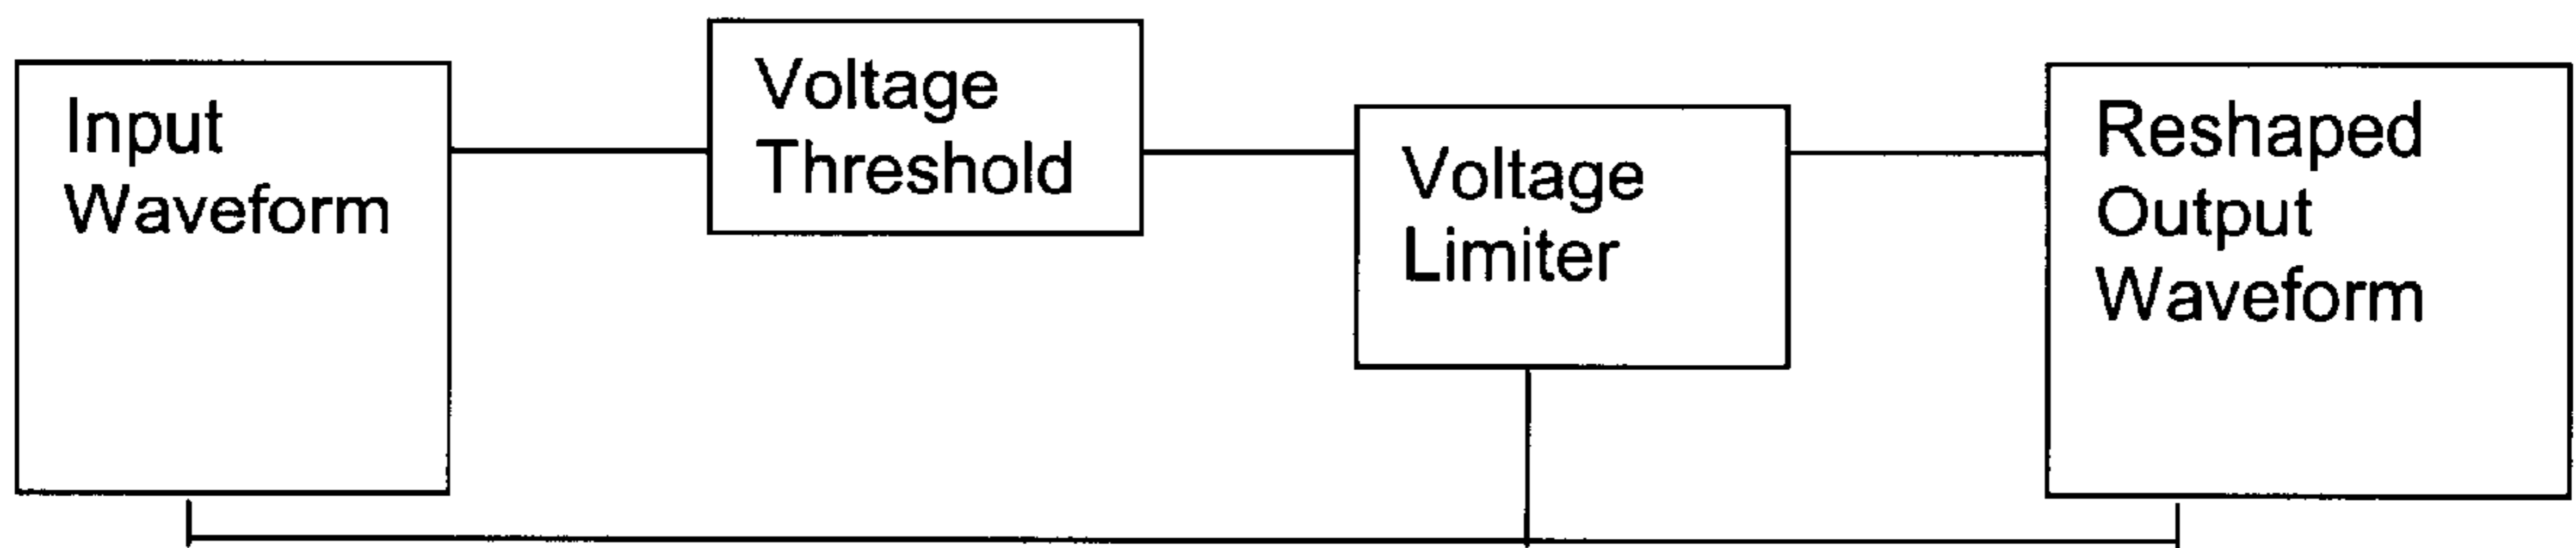 Input
Waveform
Voltage
Threshold
Voltage
Limiter
Reshaped
Output
Waveform